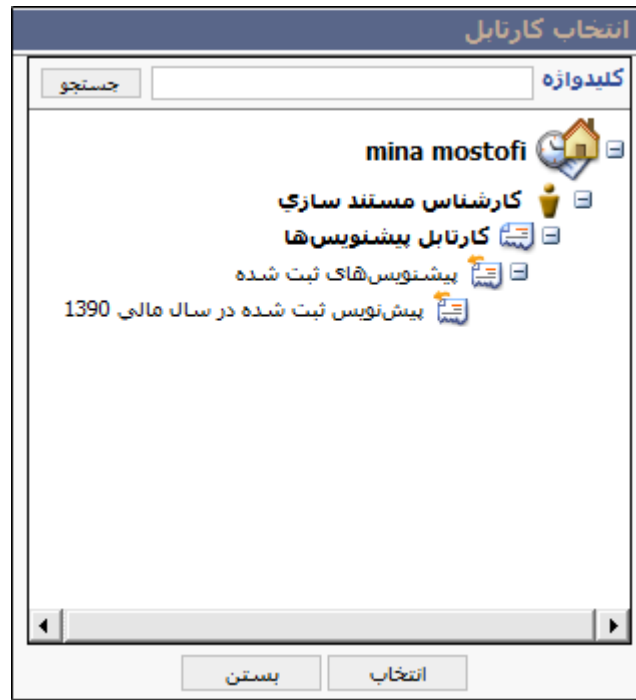 انتخاب کارتابل
کلیدواژه
جستجو
mina mostofi
کارشناس مستند سازي
کارتابل پیشنویس‌ها
پیشنویس‌های ثبت شده
پیش‌نویس ثبت شده در سال مالی 1390
انتخاب
بستن